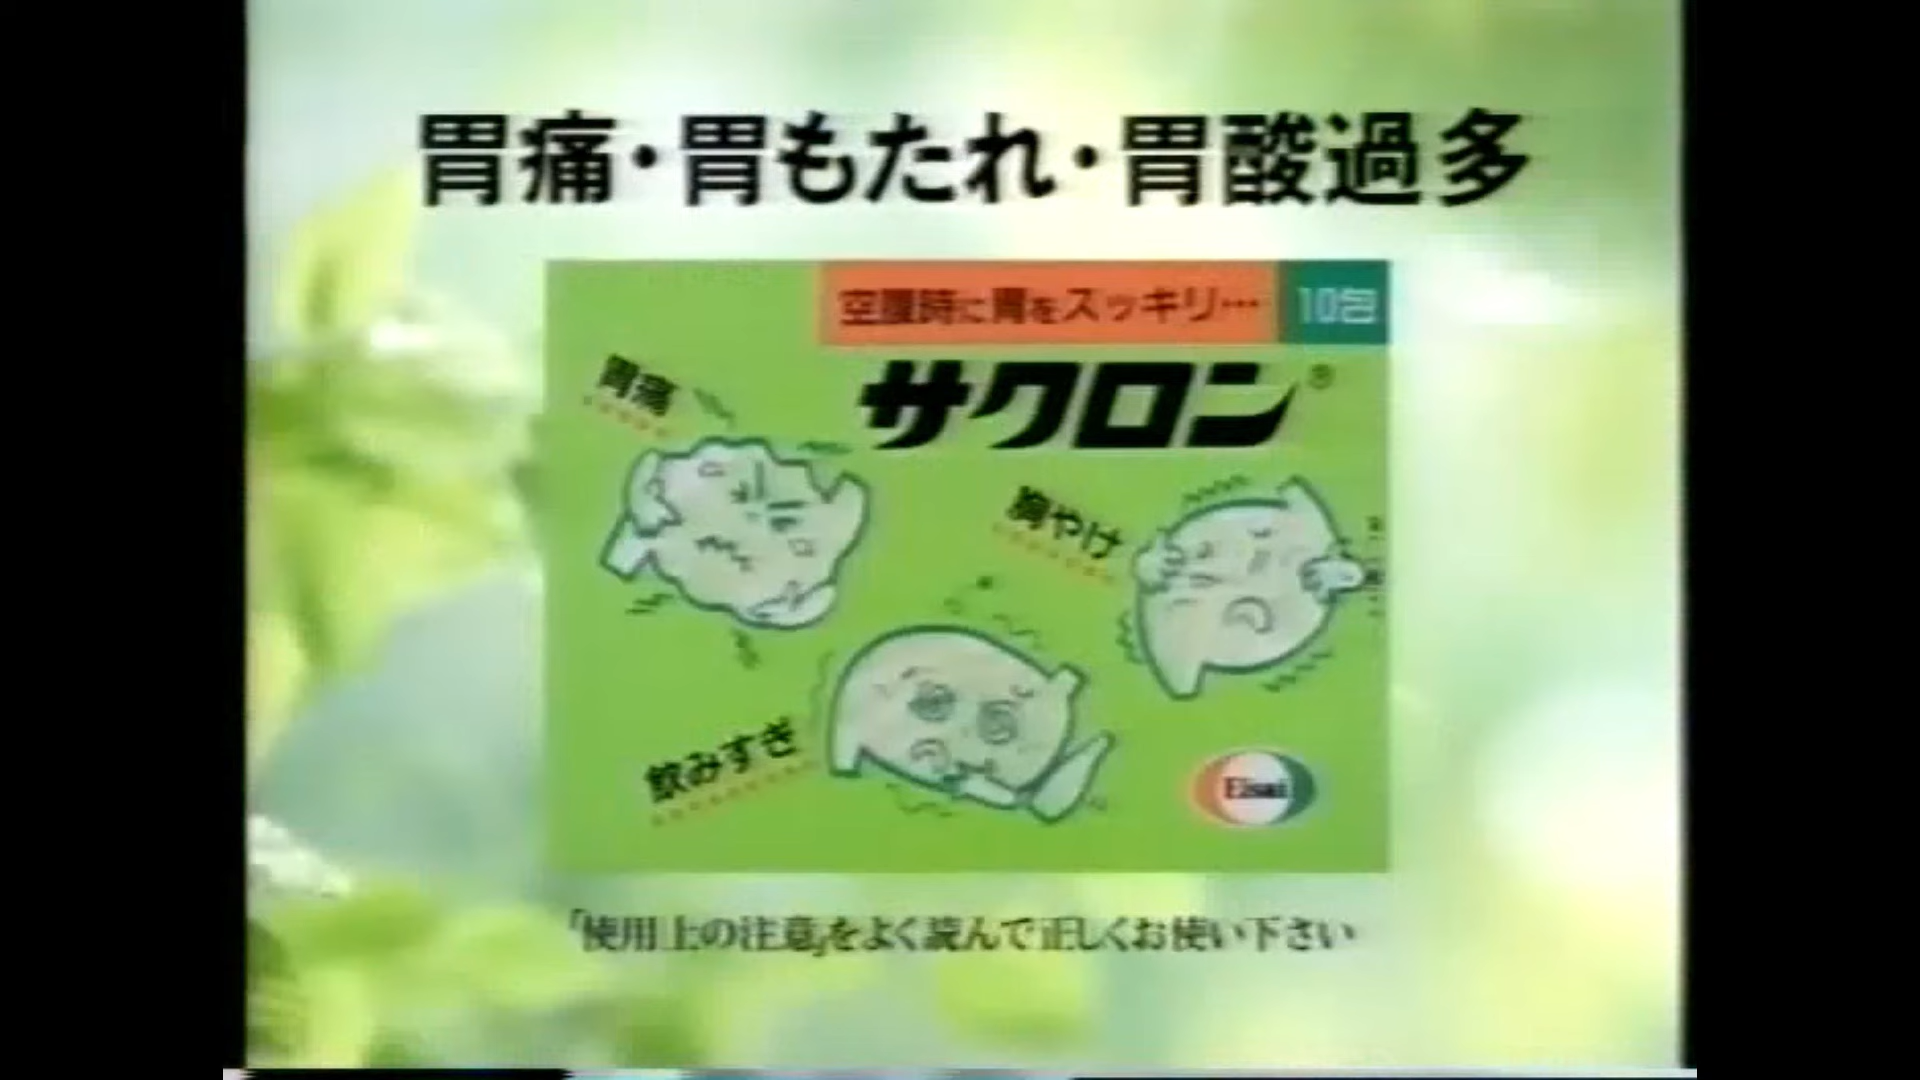 胃痛・胃もたれ・胃酸過多
空腹時に胃をスッキリ…
10包
サクロン®
胃痛
胸やけ
飲みすぎ
Eisai
「使用上の注意」をよく読んで正しくお使い下さい